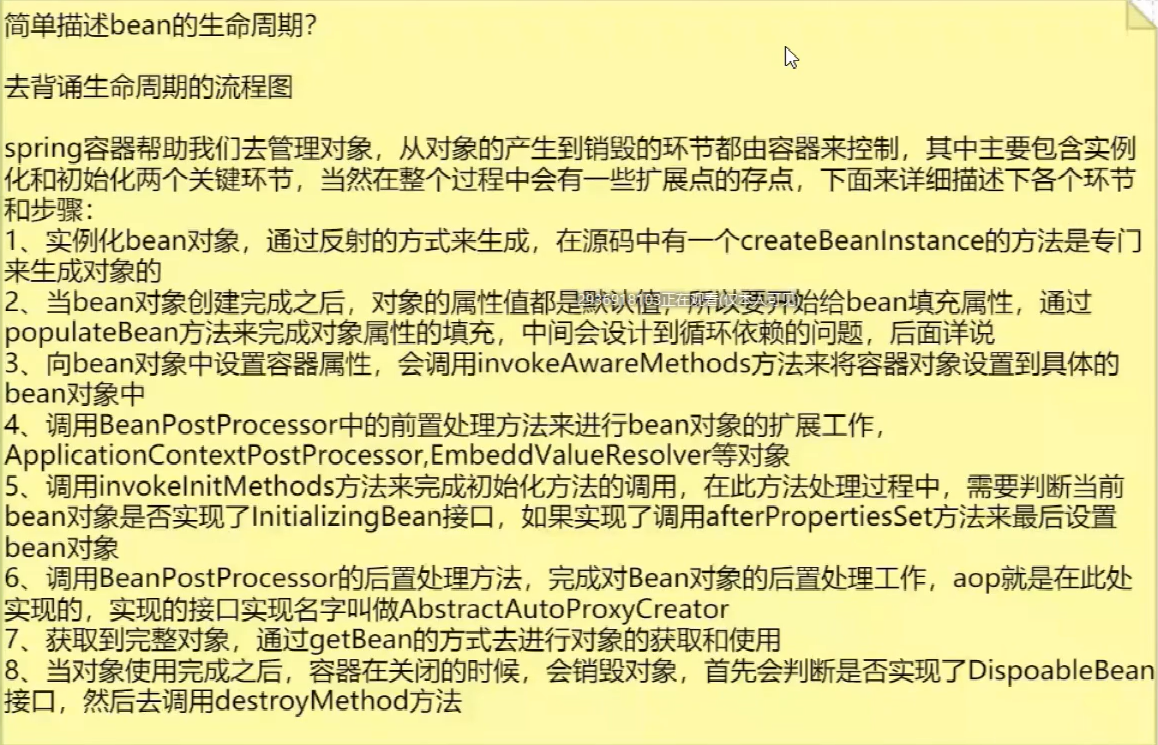 简单描述bean的生命周期？
去背诵生命周期的流程图
spring容器帮助我们去管理对象，从对象的产生到销毁的环节都由容器来控制，其中主要包含实例
化和初始化两个关键环节，当然在整个过程中会有一些扩展点的存点，下面来详细描述下各个环节
和步骤：
1、实例化bean对象，通过反射的方式来生成，在源码中有一个createBeanInstance的方法是专门
来生成对象的
2、当bean对象创建完成之后，对象的属性值都是默认值，所以要开始给bean填充属性，通过
2936918103正在观看(仅本人可见)
populateBean方法来完成对象属性的填充，中间会设计到循环依赖的问题，后面详说
3、向bean对象中设置容器属性，会调用invokeAwareMethods方法来将容器对象设置到具体的
bean对象中
4、调用BeanPostProcessor中的前置处理方法来进行bean对象的扩展工作，
ApplicationContextPostProcessor,EmbeddValueResolver等对象
5、调用invokeInitMethods方法来完成初始化方法的调用，在此方法处理过程中，需要判断当前
bean对象是否实现了InitializingBean接口，如果实现了调用afterPropertiesSet方法来最后设置
bean对象
6、调用BeanPostProcessor的后置处理方法，完成对Bean对象的后置处理工作，aop就是在此处
实现的，实现的接口实现名字叫做AbstractAutoProxyCreator
7、获取到完整对象，通过getBean的方式去进行对象的获取和使用
8、当对象使用完成之后，容器在关闭的时候，会销毁对象，首先会判断是否实现了DispoableBean
接口，然后去调用destroyMethod方法